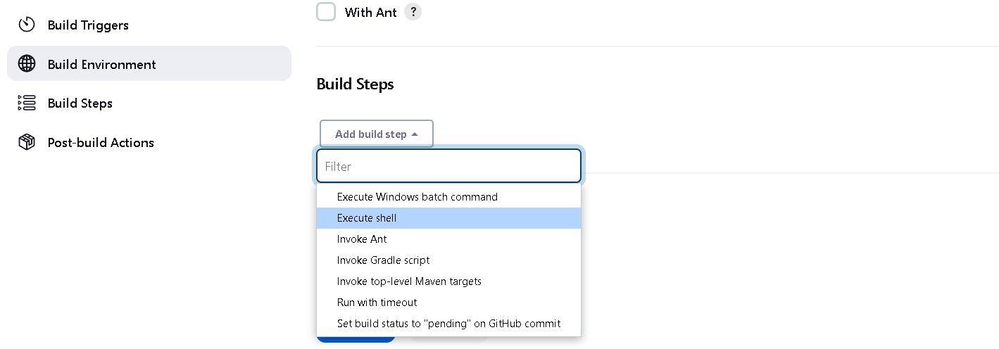 Build Triggers
Build Environment
Build Steps
Post-build Actions
With Ant ?
Build Steps
Add build step
Filter
Execute Windows batch command
Execute shell
Invoke Ant
Invoke Gradle script
Invoke top-level Maven targets
Run with timeout
Set build status to "pending" on GitHub commit